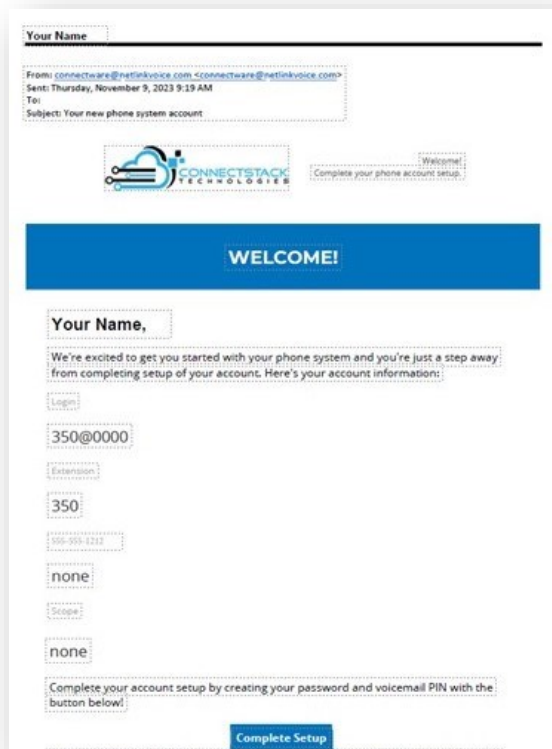 Your Name
From: connectware@netlinkvoice.com <connectware@netlinkvoice.com>
Sent: Thursday, November 9, 2023 9:19 AM
To:
Subject: Your new phone system account
CONNECTSTACK
TECHNOLOGIES
Welcome!
Complete your phone account setup.
WELCOME!
Your Name,
We're excited to get you started with your phone system and you're just a step away
from completing setup of your account. Here's your account information:
Login
350@0000
Extension
350
555-555-1212
none
Scope
none
Complete your account setup by creating your password and voicemail PIN with the
button below!
Complete Setup